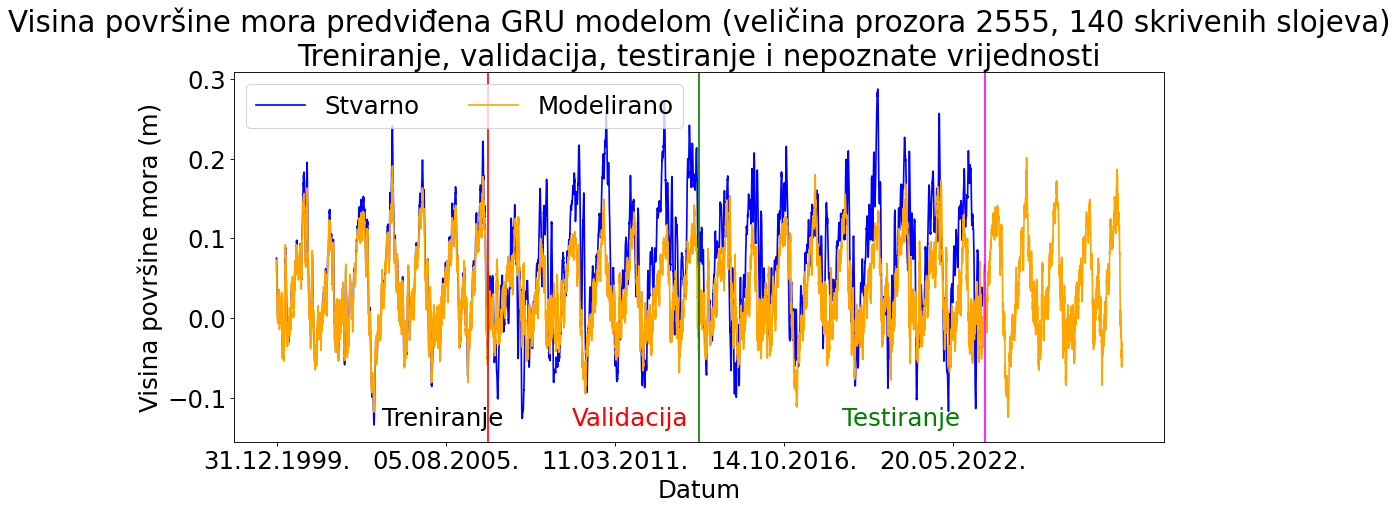 Visina površine mora predviđena GRU modelom (veličina prozora 2555, 140 skrivenih slojeva)
Treniranje, validacija, testiranje i nepoznate vrijednosti
Stvarno
Modelirano
Visina površine mora (m)
0.3
0.2
0.1
0.0
−0.1
Treniranje
Validacija
Testiranje
31.12.1999.
05.08.2005.
11.03.2011.
14.10.2016.
20.05.2022.
Datum